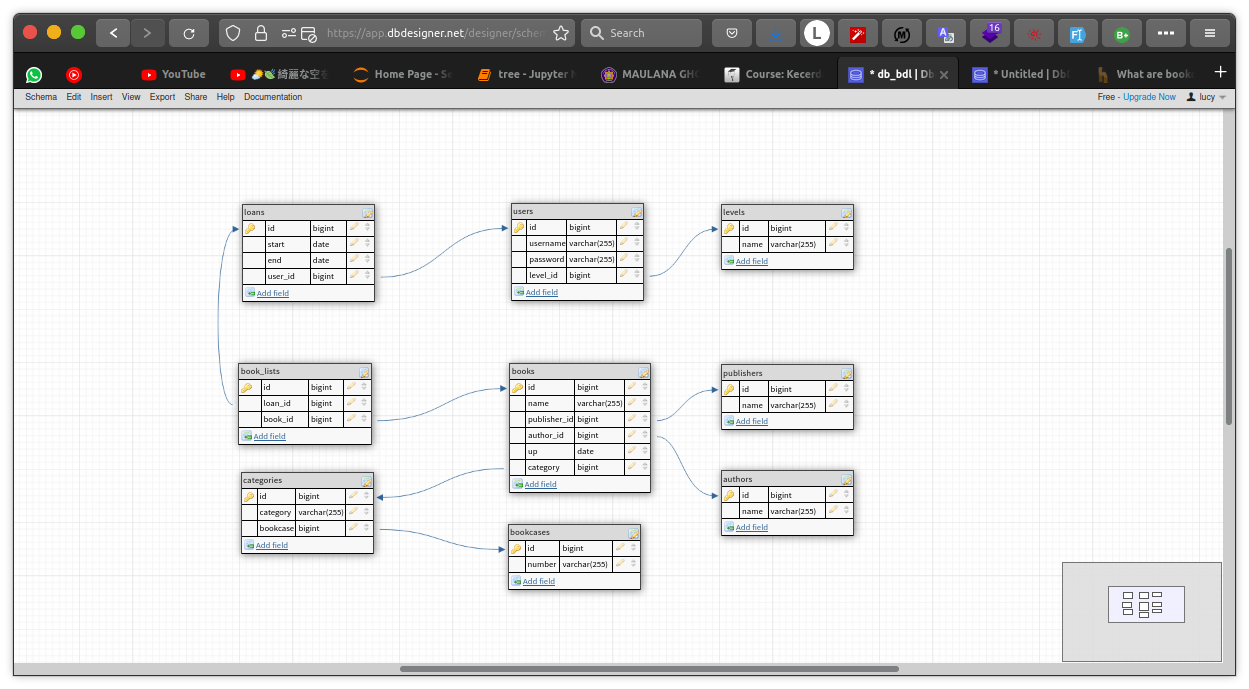 https://app.dbdesigner.net/designer/schem
Search
L
16
B+
YouTube
綺麗な空を
Home Page - Se
tree - Jupyter N
MAULANA GHO
Course: Kecerd
* db_bdl | Db
* Untitled | Db
What are book
Schema Edit Insert View Export Share Help Documentation
Free - Upgrade Now lucy
loans
id bigint
start date
end date
user_id bigint
Add field
users
id bigint
username varchar(255)
password varchar(255)
level_id bigint
Add field
levels
id bigint
name varchar(255)
Add field
book_lists
id bigint
loan_id bigint
book_id bigint
Add field
books
id bigint
name varchar(255)
publisher_id bigint
author_id bigint
up date
category bigint
Add field
publishers
id bigint
name varchar(255)
Add field
categories
id bigint
category varchar(255)
bookcase bigint
Add field
authors
id bigint
name varchar(255)
Add field
bookcases
id bigint
number varchar(255)
Add field